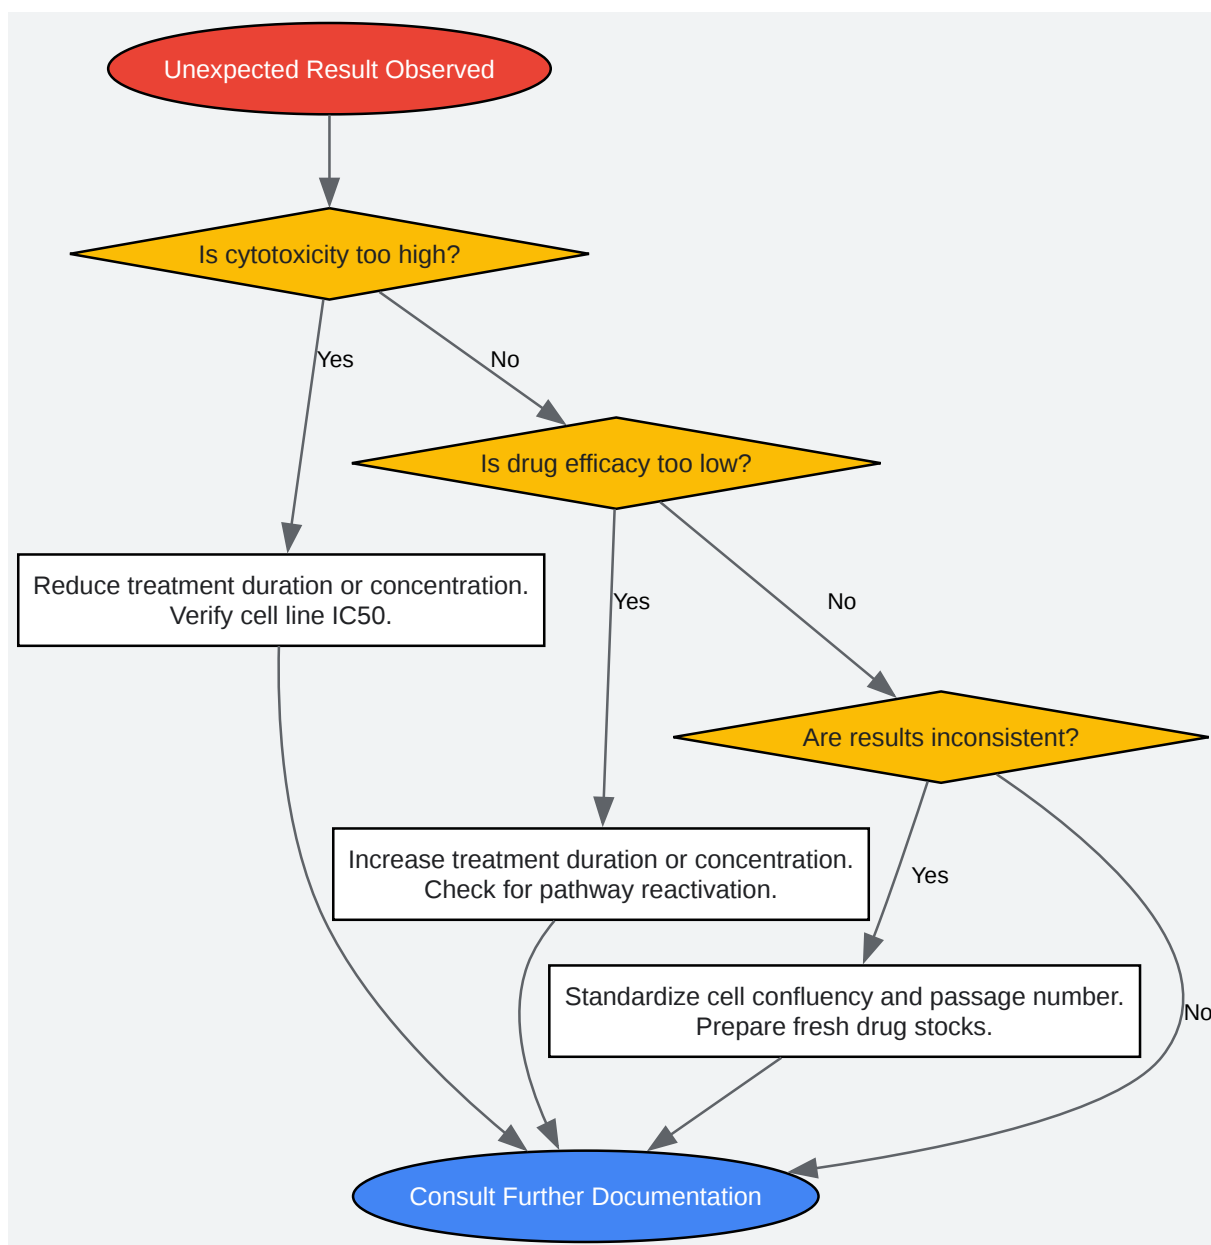 Unexpected Result Observed
Is cytotoxicity too high?
Yes
No
Is drug efficacy too low?
Reduce treatment duration or concentration.
Verify cell line IC50.
Yes
No
Are results inconsistent?
Increase treatment duration or concentration.
Check for pathway reactivation.
Yes
Standardize cell confluency and passage number.
Prepare fresh drug stocks.
No
Consult Further Documentation